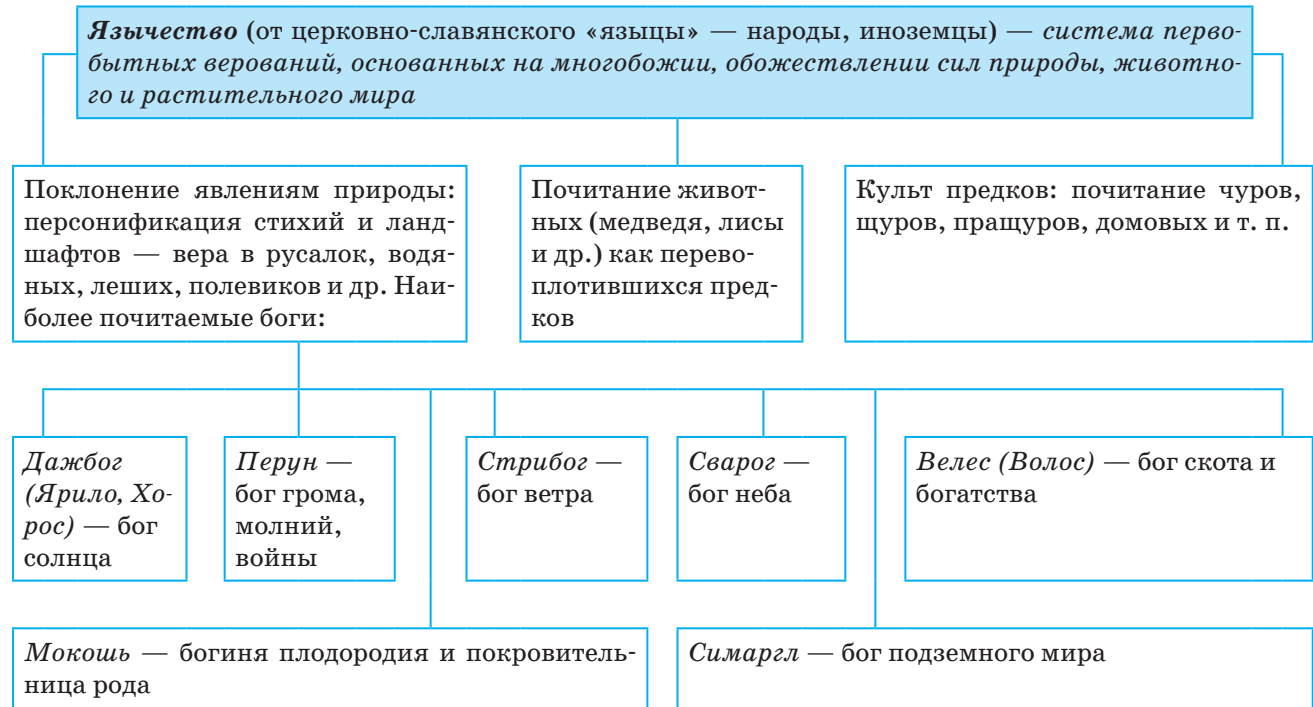 Язычество (от церковно-славянского «языцы» — народы, иноземцы) — система перво-
бытных верований, основанных на многобожии, обожествлении сил природы, животно-
го и растительного мира
Поклонение явлениям природы:
персонификация стихий и ланд-
шафтов — вера в русалок, водя-
ных, леших, полевиков и др. Наи-
более почитаемые боги:
Почитание живот-
ных (медведя, лисы
и др.) как перево-
плотившихся пред-
ков
Культ предков: почитание чуров,
щуров, пращуров, домовых и т. п.
Дажбог
(Ярило, Хо-
рос) — бог
солнца
Перун —
бог грома,
молний,
войны
Стрибог —
бог ветра
Сварог —
бог неба
Велес (Волос) — бог скота и
богатства
Мокошь — богиня плодородия и покровитель-
ница рода
Симаргл — бог подземного мира